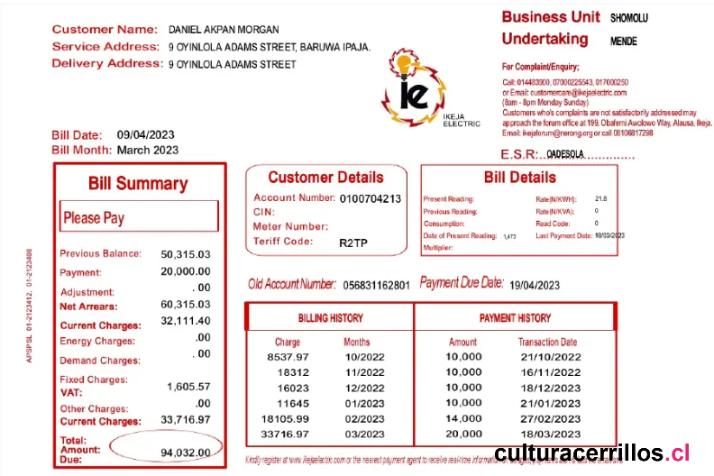 Customer Name: DANIEL AKPAN MORGAN
Service Address: 9 OYINLOLA ADAMS STREET, BARUWA IPAJA.
Delivery Address: 9 OYINLOLA ADAMS STREET
ie
IKEJA
ELECTRIC
Business Unit SHOMOLU
Undertaking MENDE
For Complaint/Enquiry;
Call: 014483900, 07000225543, 017000250
or Email: customercare@ikejaelectric.com
(8am - 8pm Monday Sunday)
Customers who's complaints are not satisfactorily addressed may
approach the forum office at 199, Obafemi Awolowo Way, Alausa, Ikeja.
Email: ikejaforum@nerong.org or call 08106817298
E.S.R:...OADESOLA..............
Bill Date: 09/04/2023
Bill Month: March 2023
Bill Summary
Please Pay
Previous Balance: 50,315.03
Payment: 20,000.00
Adjustment: .00
Net Arrears: 60,315.03
Current Charges: 32,111.40
Energy Charges: .00
Demand Charges: .00
Fixed Charges:
VAT: 1,605.57
Other Charges: .00
Current Charges: 33,716.97
Total:
Amount:
Due: 94,032.00
APSPSL 01-2123412, 01-2123408
Customer Details
Account Number: 0100704213
CIN:
Meter Number:
Teriff Code: R2TP
Bill Details
Present Reading: Rate(N/KWH): 21.8
Previous Reading: Rate(N/KVA): 0
Consumption: Read Code: 0
Date of Present Reading: 1,473 Last Payment Date: 18/03/2023
Multiplier:
Old Account Number: 056831162801 Payment Due Date: 19/04/2023
BILLING HISTORY PAYMENT HISTORY
Charge Months Amount Transaction Date
8537.97 10/2022 10,000 21/10/2022
18312 11/2022 10,000 16/11/2022
16023 12/2022 10,000 18/12/2023
11645 01/2023 10,000 21/01/2023
18105.99 02/2023 14,000 27/02/2023
33716.97 03/2023 20,000 18/03/2023
Kindly register at www.ikejaelectric.com or the nearest payment agent to receive real-time information
culturacerrillos.cl